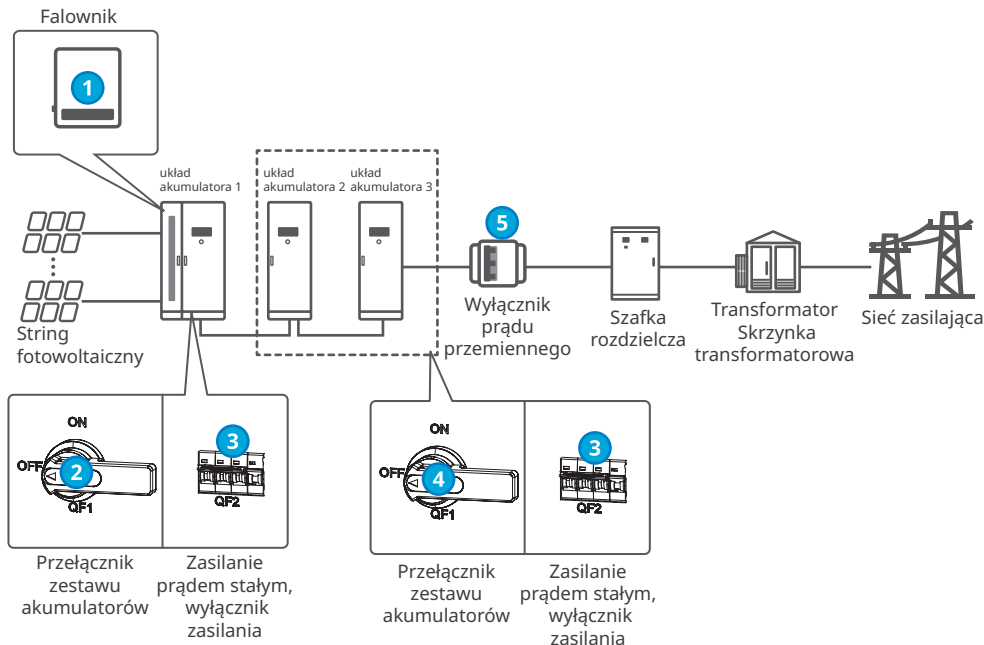 Falownik
1
układ
akumulatora 1
układ
akumulatora 2
układ
akumulatora 3
5
String
fotowoltaiczny
Wyłącznik
prądu
przemiennego
Szafka
rozdzielcza
Transformator
Skrzynka
transformatorowa
Sieć zasilająca
ON
OFF
2
QF1
3
QF2
ON
OFF
4
QF1
3
QF2
Przełącznik
zestawu
akumulatorów
Zasilanie
prądem stałym,
wyłącznik
zasilania
Przełącznik
zestawu
akumulatorów
Zasilanie
prądem stałym,
wyłącznik
zasilania